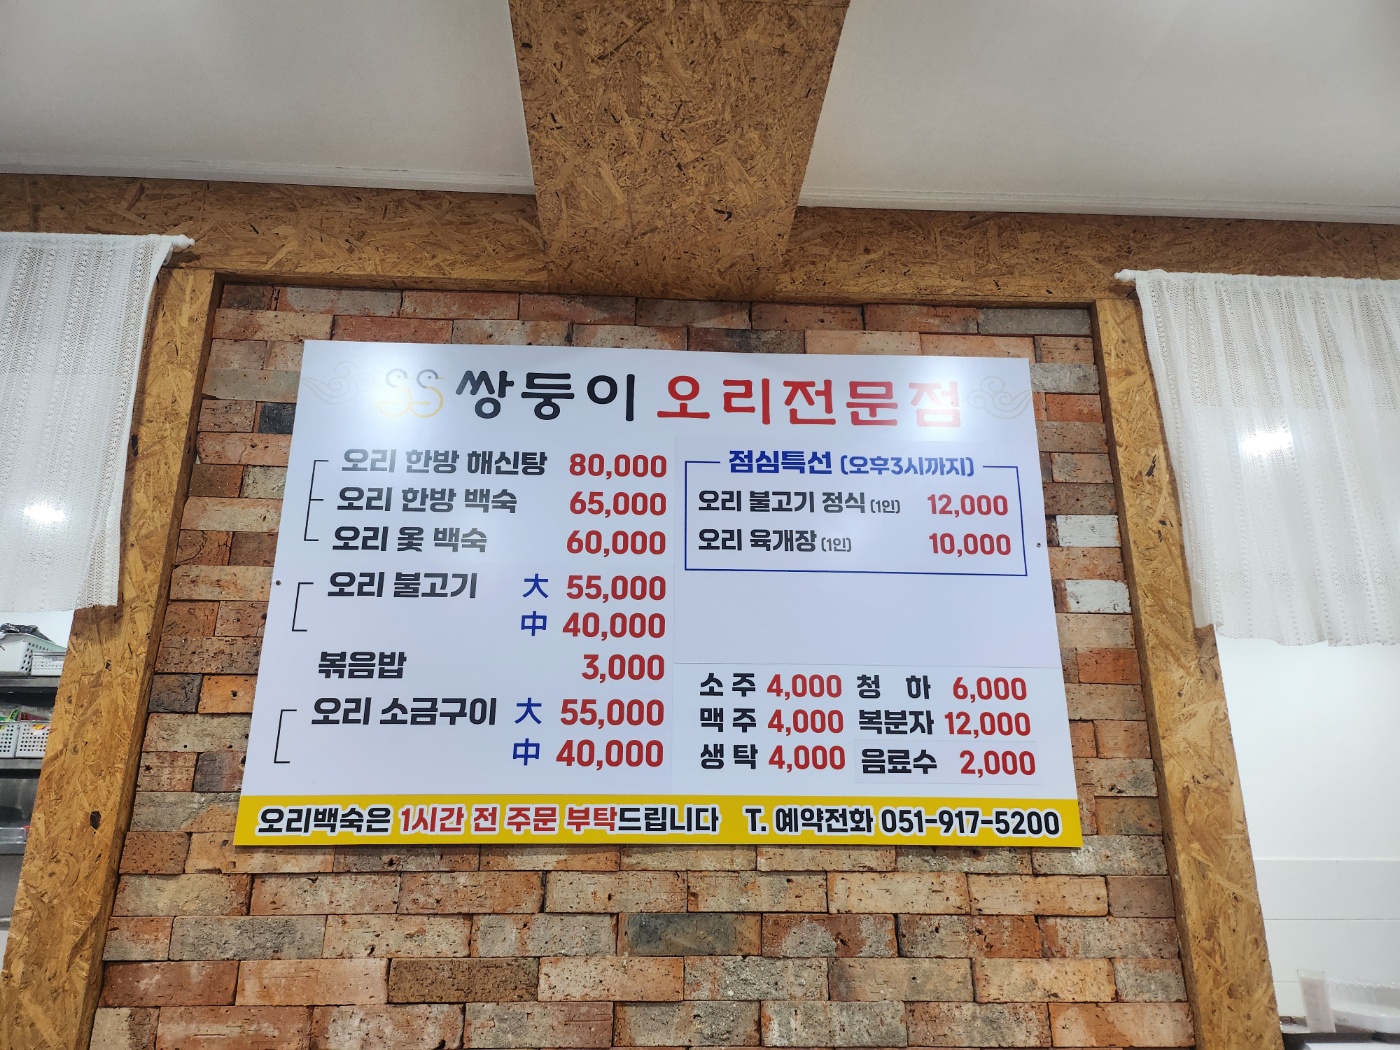 쌍둥이 오리전문점
오리 한방 해신탕 80,000
오리 한방 백숙 65,000
오리 옻 백숙 60,000
오리 불고기 大 55,000
中 40,000
볶음밥 3,000
오리 소금구이 大 55,000
中 40,000
점심특선 (오후3시까지)
오리 불고기 정식 (1인) 12,000
오리 육개장 (1인) 10,000
소 주 4,000 청 하 6,000
맥 주 4,000 복분자 12,000
생 탁 4,000 음료수 2,000
오리백숙은 1시간 전 주문 부탁드립니다 T. 예약전화 051-917-5200